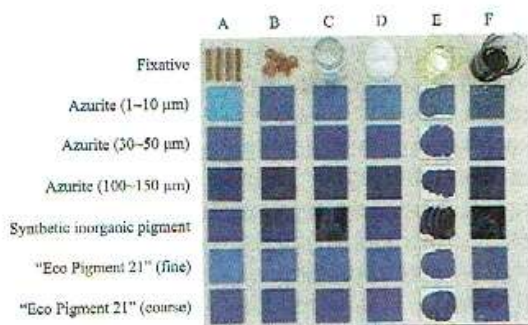 A B C D E F
Fixative
Azurite (1~10 μm)
Azurite (30~50 μm)
Azurite (100~150 μm)
Synthetic inorganic pigment
"Eco Pigment 21" (fine)
"Eco Pigment 21" (coarse)